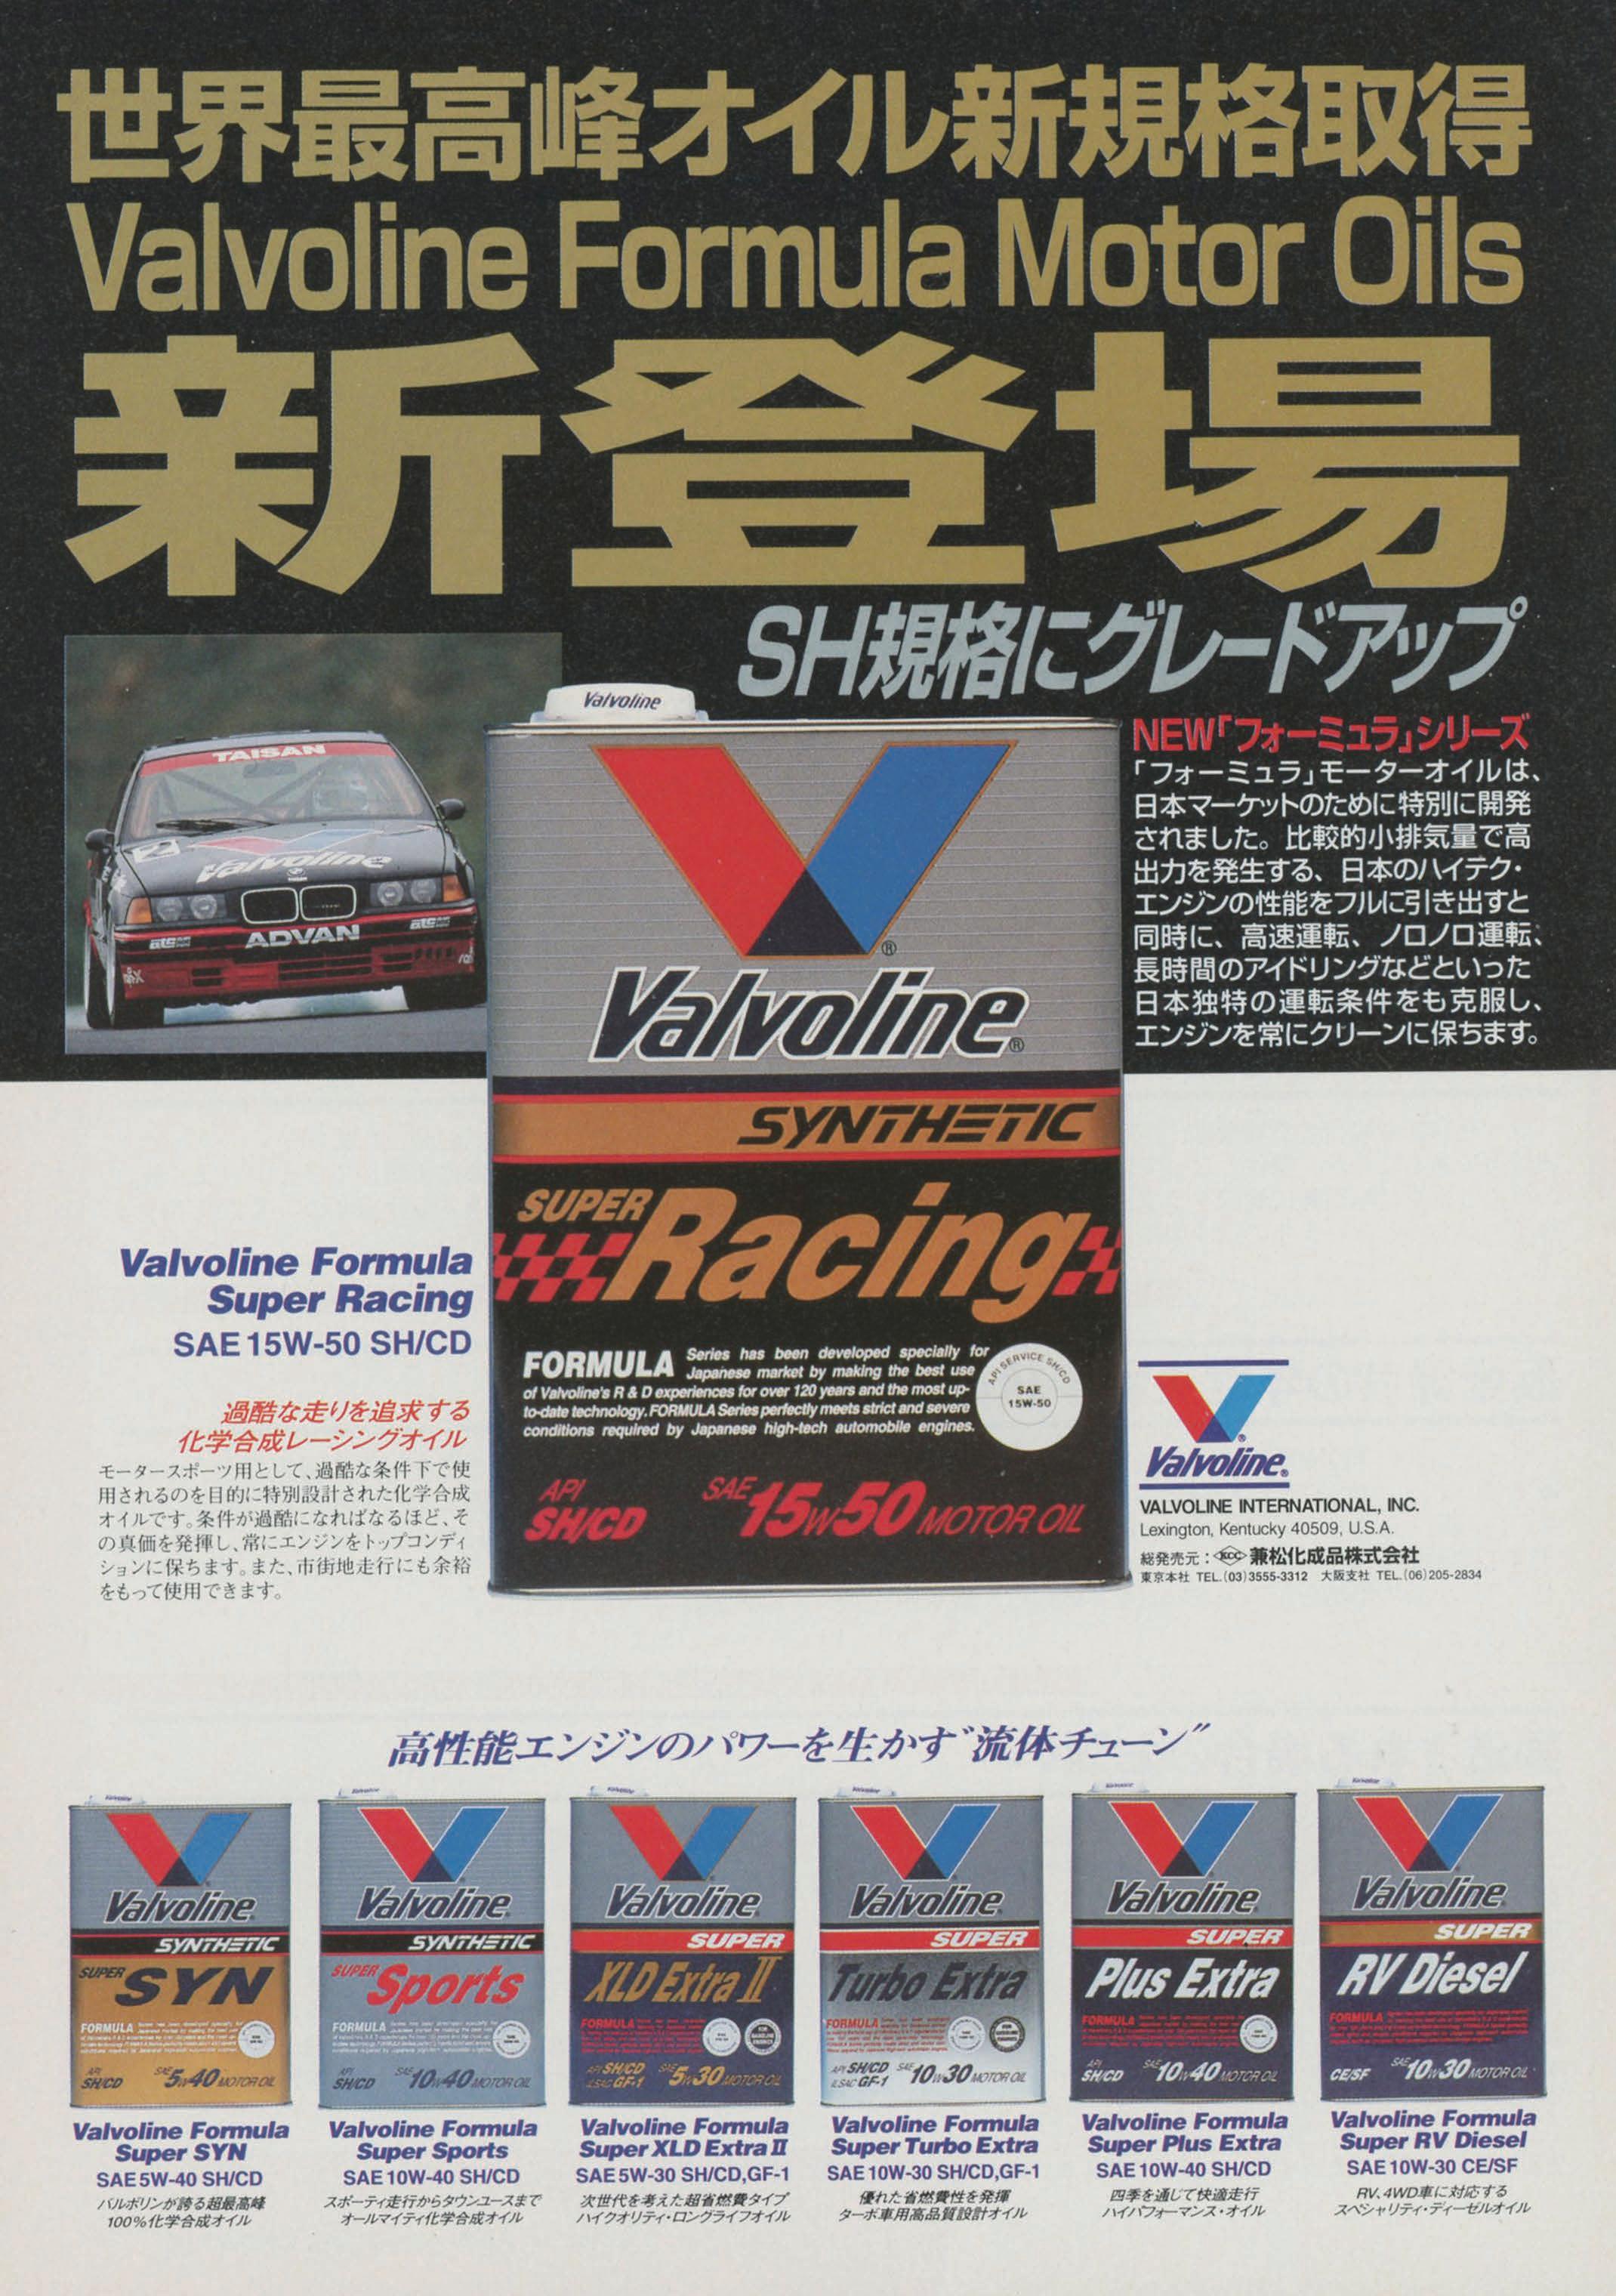 世界最高峰オイル新規格取得
Valvoline Formula Motor Oils
新登場
SH規格にグレードアップ
NEW「フォーミュラ」シリーズ
「フォーミュラ」モーターオイルは、
日本マーケットのために特別に開発
されました。比較的小排気量で高
出力を発生する、日本のハイテク・
エンジンの性能をフルに引き出すと
同時に、高速運転、ノロノロ運転、
長時間のアイドリングなどといった
日本独特の運転条件をも克服し、
エンジンを常にクリーンに保ちます。
TAISAN
Valvoline
ADVAN
Valvoline
Valvoline®
SYNTHETIC
SUPER Racing
FORMULA Series has been developed specially for
Japanese market by making the best use
of Valvoline's R & D experiences for over 120 years and the most up-
to-date technology. FORMULA Series perfectly meets strict and severe
conditions required by Japanese high-tech automobile engines.
API SERVICE SH/CD
SAE
15W-50
API
SH/CD
SAE 15W50 MOTOR OIL
Valvoline Formula
Super Racing
SAE 15W-50 SH/CD
過酷な走りを追求する
化学合成レーシングオイル
モータースポーツ用として、過酷な条件下で使
用されるのを目的に特別設計された化学合成
オイルです。条件が過酷になればなるほど、そ
の真価を発揮し、常にエンジンをトップコンディ
ションに保ちます。また、市街地走行にも余裕
をもって使用できます。
Valvoline®
VALVOLINE INTERNATIONAL, INC.
Lexington, Kentucky 40509, U.S.A.
総発売元：KCC 兼松化成品株式会社
東京本社 TEL.(03)3555-3312 大阪支社 TEL.(06)205-2834
高性能エンジンのパワーを生かす“流体チューン”
Valvoline
SYNTHETIC
SUPER SYN
FORMULA
API
SH/CD
SAE 5W40 MOTOR OIL
Valvoline Formula
Super SYN
SAE 5W-40 SH/CD
バルボリンが誇る超最高峰
100%化学合成オイル
Valvoline
SYNTHETIC
SUPER Sports
FORMULA
API
SH/CD
SAE 10W40 MOTOR OIL
Valvoline Formula
Super Sports
SAE 10W-40 SH/CD
スポーティ走行からタウンユースまで
オールマイティ化学合成オイル
Valvoline
SUPER
XLD Extra II
FORMULA
API SH/CD
ILSAC GF-1
SAE 5W30 MOTOR OIL
Valvoline Formula
Super XLD Extra II
SAE 5W-30 SH/CD,GF-1
次世代を考えた超省燃費タイプ
ハイクオリティ・ロングライフオイル
Valvoline
SUPER
Turbo Extra
FORMULA
API SH/CD
ILSAC GF-1
SAE 10W30 MOTOR OIL
Valvoline Formula
Super Turbo Extra
SAE 10W-30 SH/CD,GF-1
優れた省燃費性を発揮
ターボ車用高品質設計オイル
Valvoline
SUPER
Plus Extra
FORMULA
API
SH/CD
SAE 10W40 MOTOR OIL
Valvoline Formula
Super Plus Extra
SAE 10W-40 SH/CD
四季を通じて快適走行
ハイパフォーマンス・オイル
Valvoline
SUPER
RV Diesel
FORMULA
CE/SF
SAE 10W30 MOTOR OIL
Valvoline Formula
Super RV Diesel
SAE 10W-30 CE/SF
RV.4WD車に対応する
スペシャリティ・ディーゼルオイル